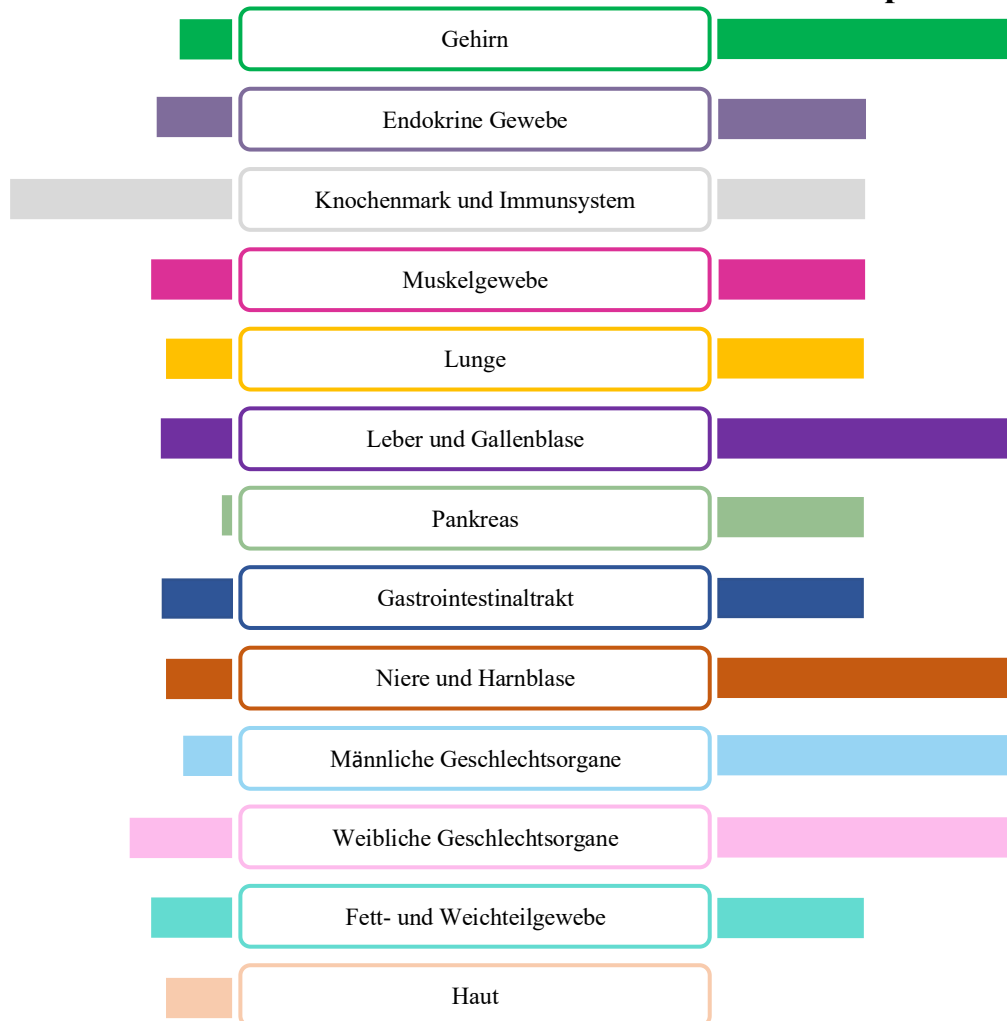 Gehirn
Endokrine Gewebe
Knochenmark und Immunsystem
Muskelgewebe
Lunge
Leber und Gallenblase
Pankreas
Gastrointestinaltrakt
Niere und Harnblase
Männliche Geschlechtsorgane
Weibliche Geschlechtsorgane
Fett- und Weichteilgewebe
Haut